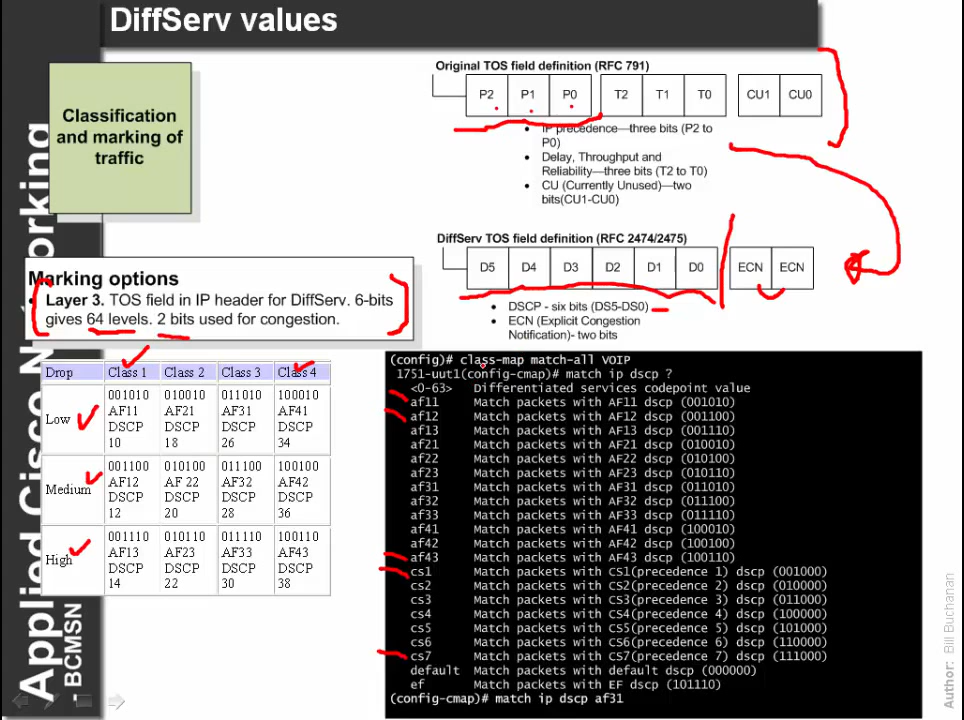 DiffServ values
Classification
and marking of
traffic
Original TOS field definition (RFC 791)
P2 P1 P0 T2 T1 T0 CU1 CU0
• IP precedence—three bits (P2 to
P0)
• Delay, Throughput and
Reliability—three bits (T2 to T0)
• CU (Currently Unused)—two
bits(CU1-CU0)
DiffServ TOS field definition (RFC 2474/2475)
D5 D4 D3 D2 D1 D0 ECN ECN
• DSCP - six bits (DS5-DS0)
• ECN (Explicit Congestion
Notification)- two bits
Marking options
• Layer 3. TOS field in IP header for DiffServ. 6-bits
gives 64 levels. 2 bits used for congestion.
Drop Class 1 Class 2 Class 3 Class 4
Low
001010 010010 011010 100010
AF11 AF21 AF31 AF41
DSCP DSCP DSCP DSCP
10 18 26 34
Medium
001100 010100 011100 100100
AF12 AF 22 AF32 AF42
DSCP DSCP DSCP DSCP
12 20 28 36
High
001110 010110 011110 100110
AF13 AF23 AF33 AF43
DSCP DSCP DSCP DSCP
14 22 30 38
(config)# class-map match-all VOIP
1751-uut1(config-cmap)# match ip dscp ?
<0-63> Differentiated services codepoint value
af11 Match packets with AF11 dscp (001010)
af12 Match packets with AF12 dscp (001100)
af13 Match packets with AF13 dscp (001110)
af21 Match packets with AF21 dscp (010010)
af22 Match packets with AF22 dscp (010100)
af23 Match packets with AF23 dscp (010110)
af31 Match packets with AF31 dscp (011010)
af32 Match packets with AF32 dscp (011100)
af33 Match packets with AF33 dscp (011110)
af41 Match packets with AF41 dscp (100010)
af42 Match packets with AF42 dscp (100100)
af43 Match packets with AF43 dscp (100110)
cs1 Match packets with CS1(precedence 1) dscp (001000)
cs2 Match packets with CS2(precedence 2) dscp (010000)
cs3 Match packets with CS3(precedence 3) dscp (011000)
cs4 Match packets with CS4(precedence 4) dscp (100000)
cs5 Match packets with CS5(precedence 5) dscp (101000)
cs6 Match packets with CS6(precedence 6) dscp (110000)
cs7 Match packets with CS7(precedence 7) dscp (111000)
default Match packets with default dscp (000000)
ef Match packets with EF dscp (101110)
(config-cmap)# match ip dscp af31
Applied Cisco N working
- BCMSN
Author: Bill Buchanan